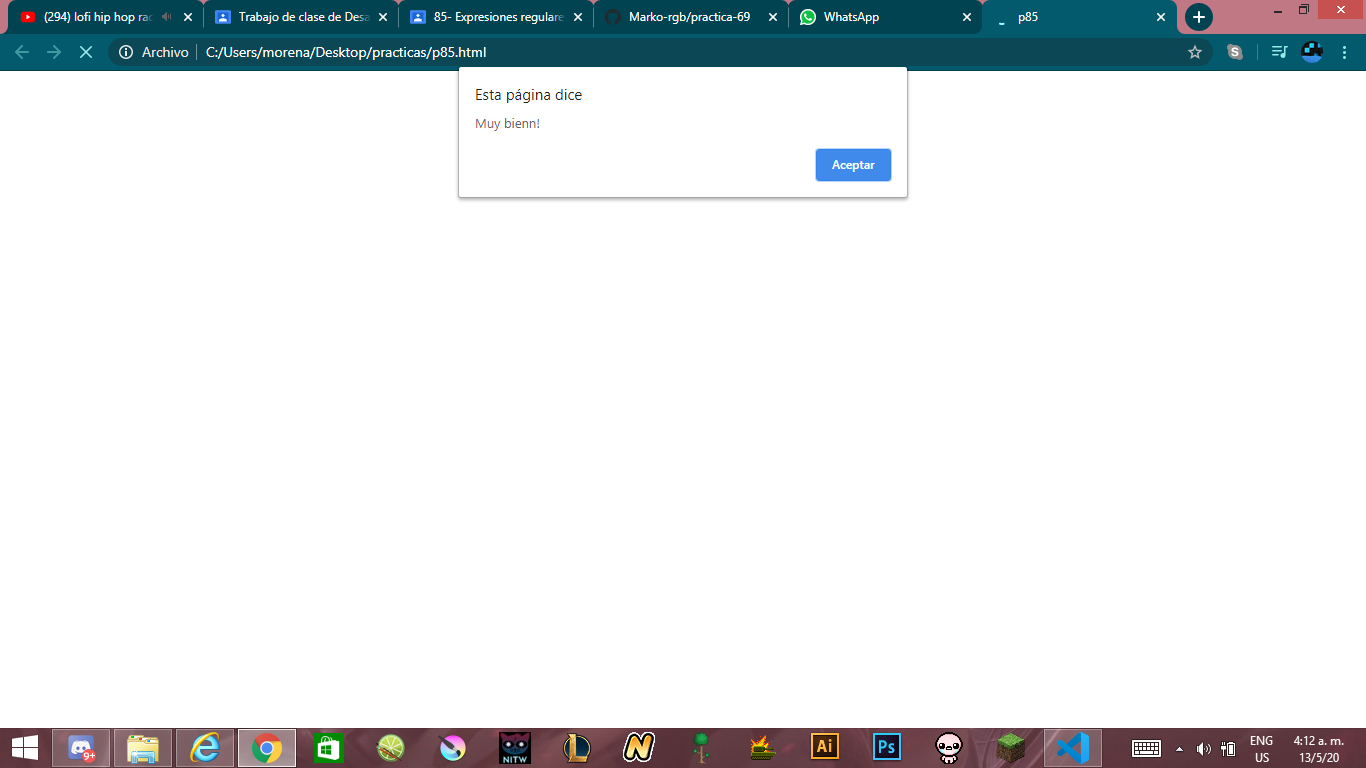 (294) lofi hip hop rad
Trabajo de clase de Desa
85- Expresiones regulare
Marko-rgb/practica-69
WhatsApp
p85
Archivo
C:/Users/morena/Desktop/practicas/p85.html
Esta página dice
Muy bienn!
Aceptar
9+
NITW
N
Ai
Ps
ENG
US
4:12 a. m.
13/5/20